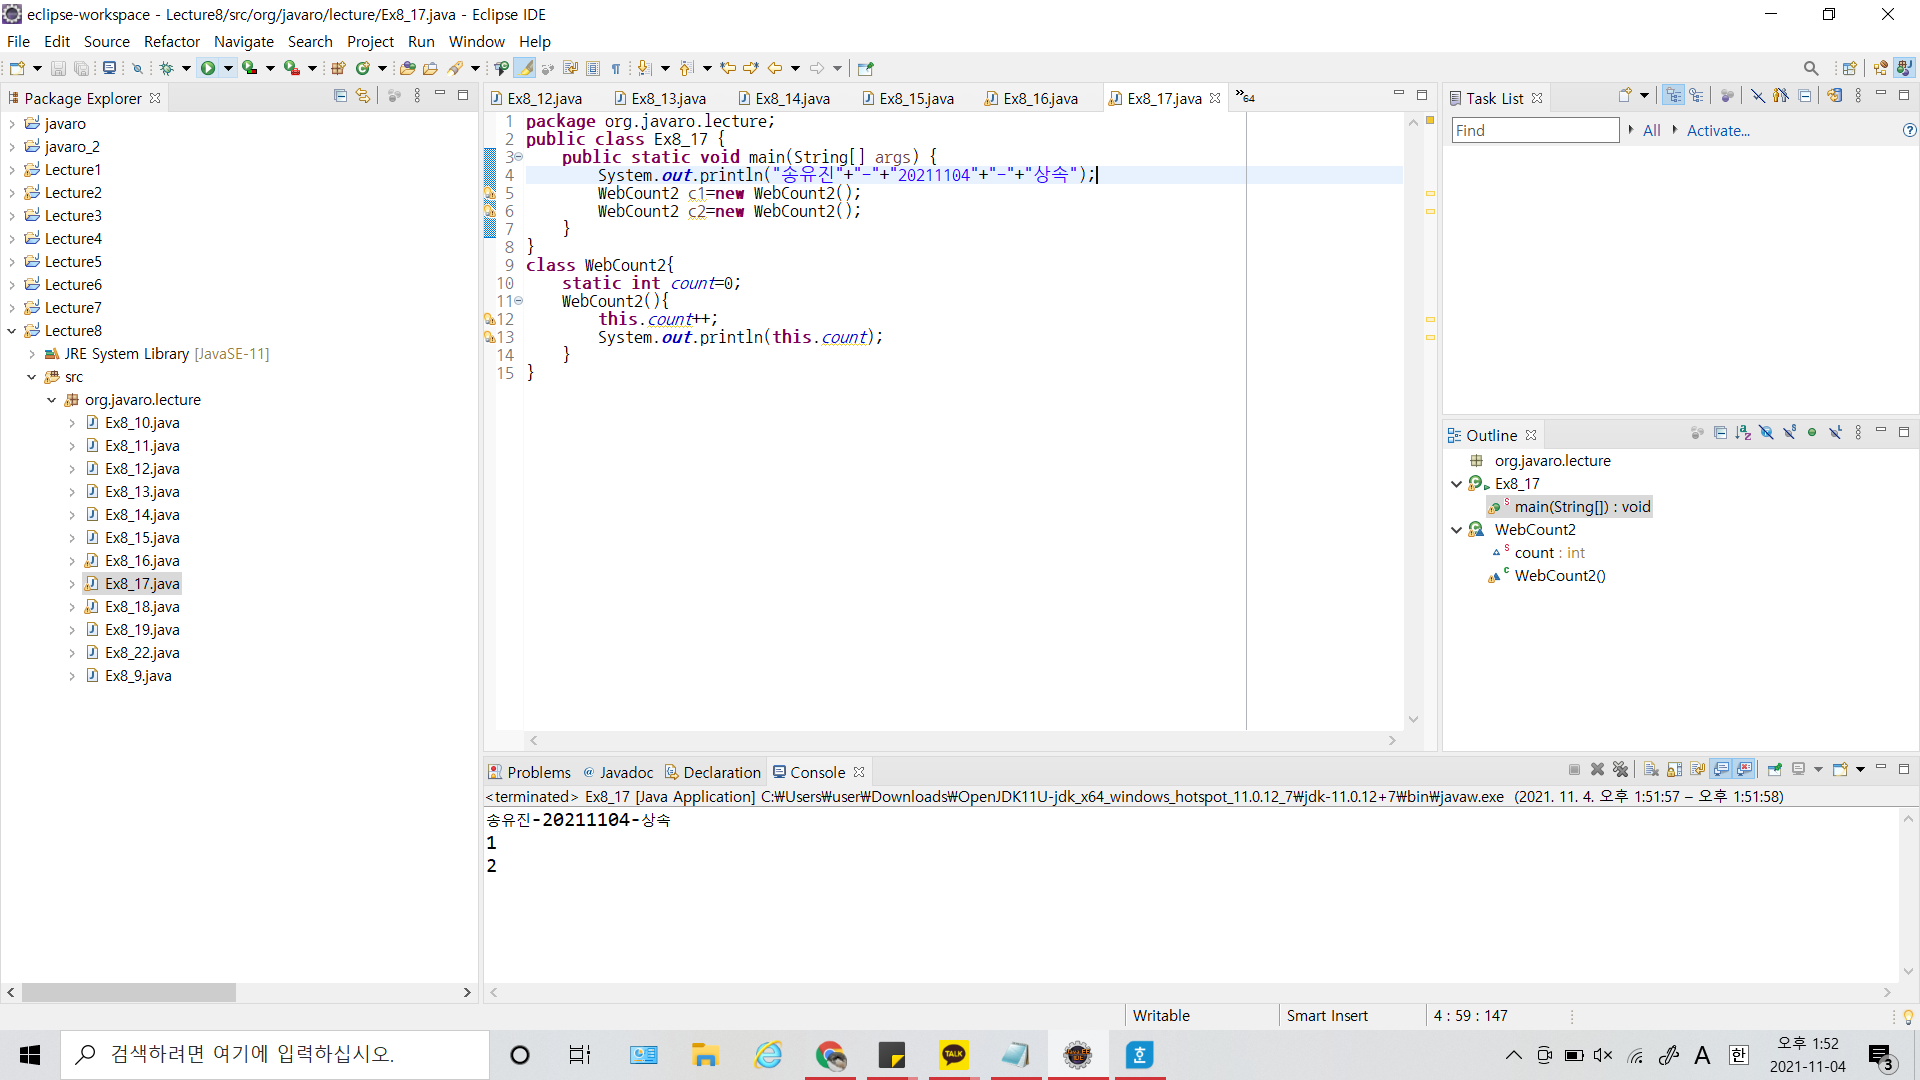 eclipse-workspace - Lecture8/src/org/javaro/lecture/Ex8_17.java - Eclipse IDE
File Edit Source Refactor Navigate Search Project Run Window Help
Package Explorer
javaro
javaro_2
Lecture1
Lecture2
Lecture3
Lecture4
Lecture5
Lecture6
Lecture7
Lecture8
JRE System Library [JavaSE-11]
src
org.javaro.lecture
Ex8_10.java
Ex8_11.java
Ex8_12.java
Ex8_13.java
Ex8_14.java
Ex8_15.java
Ex8_16.java
Ex8_17.java
Ex8_18.java
Ex8_19.java
Ex8_22.java
Ex8_9.java
Ex8_12.java Ex8_13.java Ex8_14.java Ex8_15.java Ex8_16.java Ex8_17.java »64
1 package org.javaro.lecture;
2 public class Ex8_17 {
3 public static void main(String[] args) {
4 System.out.println("송유진"+"-"+"20211104"+"-"+"상속");
5 WebCount2 c1=new WebCount2();
6 WebCount2 c2=new WebCount2();
7 }
8 }
9 class WebCount2{
10 static int count=0;
11 WebCount2(){
12 this.count++;
13 System.out.println(this.count);
14 }
15 }
Task List
Find All Activate...
Outline
org.javaro.lecture
Ex8_17
main(String[]) : void
WebCount2
count : int
WebCount2()
Problems Javadoc Declaration Console
<terminated> Ex8_17 [Java Application] C:₩Users₩user₩Downloads₩OpenJDK11U-jdk_x64_windows_hotspot_11.0.12_7₩jdk-11.0.12+7₩bin₩javaw.exe (2021. 11. 4. 오후 1:51:57 – 오후 1:51:58)
송유진-20211104-상속
1
2
Writable Smart Insert 4 : 59 : 147
검색하려면 여기에 입력하십시오.
TALK
A 한 오후 1:52
2021-11-04
3